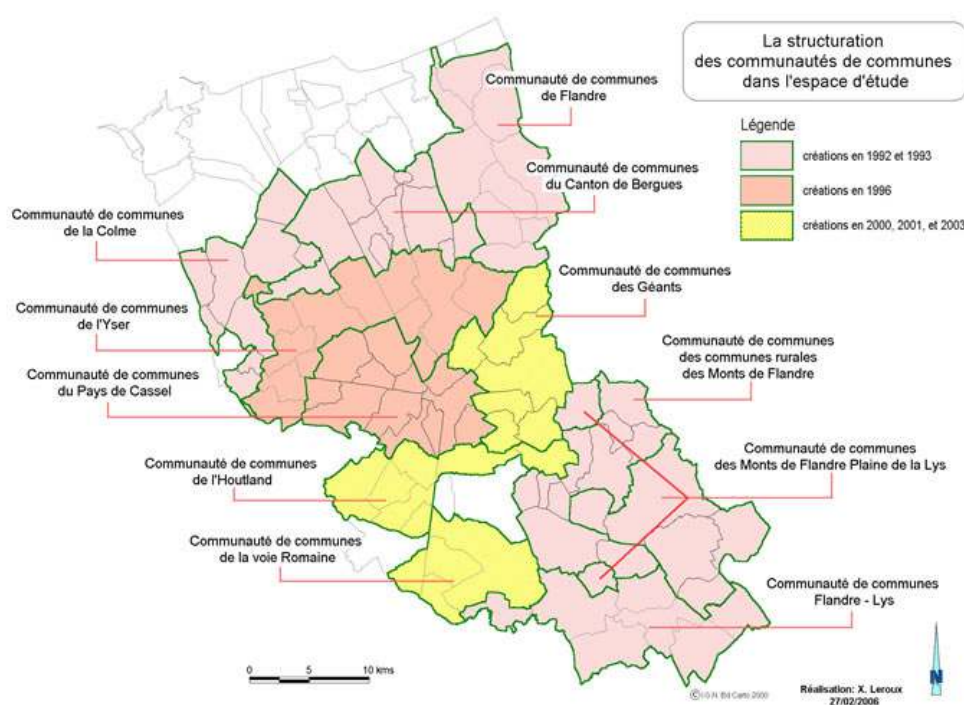 La structuration
des communautés de communes
dans l'espace d'étude
Légende
créations en 1992 et 1993
créations en 1996
créations en 2000, 2001, et 2003
Communauté de communes
de Flandre
Communauté de communes
du Canton de Bergues
Communauté de communes
de la Colme
Communauté de communes
des Géants
Communauté de communes
de l'Yser
Communauté de communes
des communes rurales
des Monts de Flandre
Communauté de communes
du Pays de Cassel
Communauté de communes
des Monts de Flandre Plaine de la Lys
Communauté de communes
de l'Houtland
Communauté de communes
de la voie Romaine
Communauté de communes
Flandre - Lys
0 5 10 kms
© I.G.N. Bd Carto 2000
N
Réalisation: X. Leroux
27/02/2006